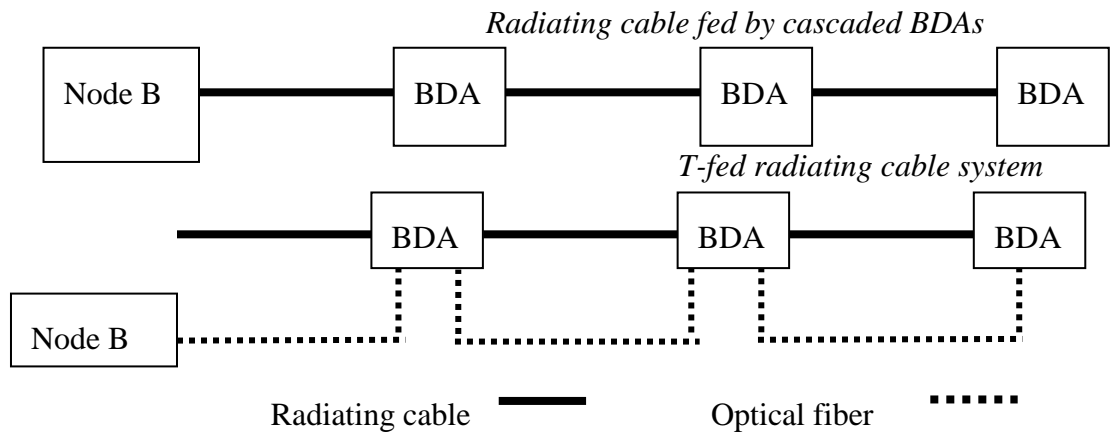 Radiating cable fed by cascaded BDAs
Node B BDA BDA BDA
T-fed radiating cable system
BDA BDA BDA
Node B
Radiating cable Optical fiber